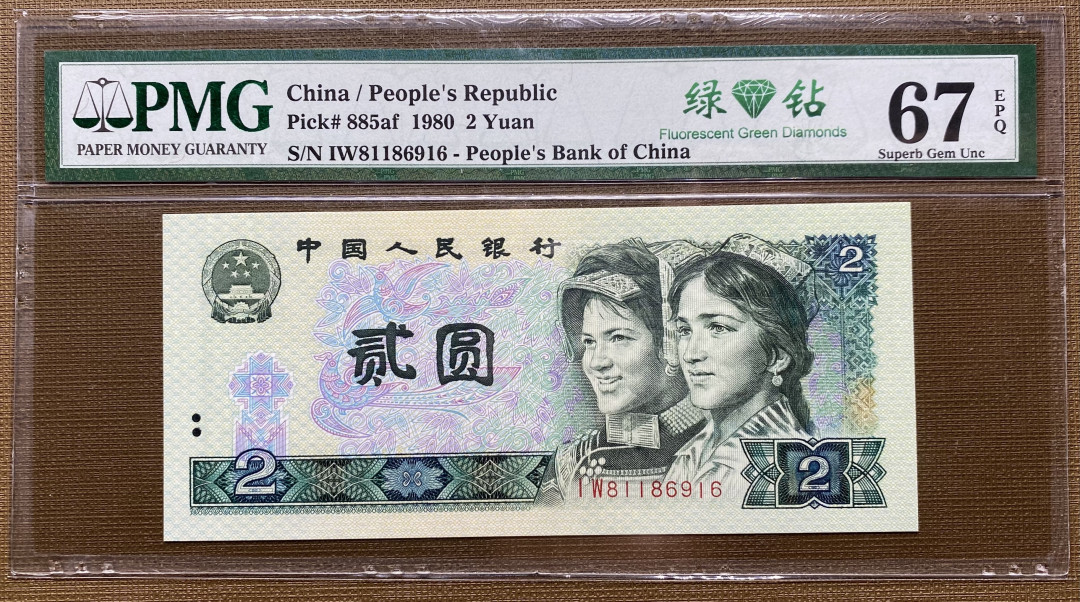 PMG
PAPER MONEY GUARANTY
China / People's Republic
Pick# 885af 1980 2 Yuan
S/N IW81186916 - People's Bank of China
绿 钻
Fluorescent Green Diamonds
67
EPQ
Superb Gem Unc
中国人民银行
2
贰圆
2
IW81186916
2